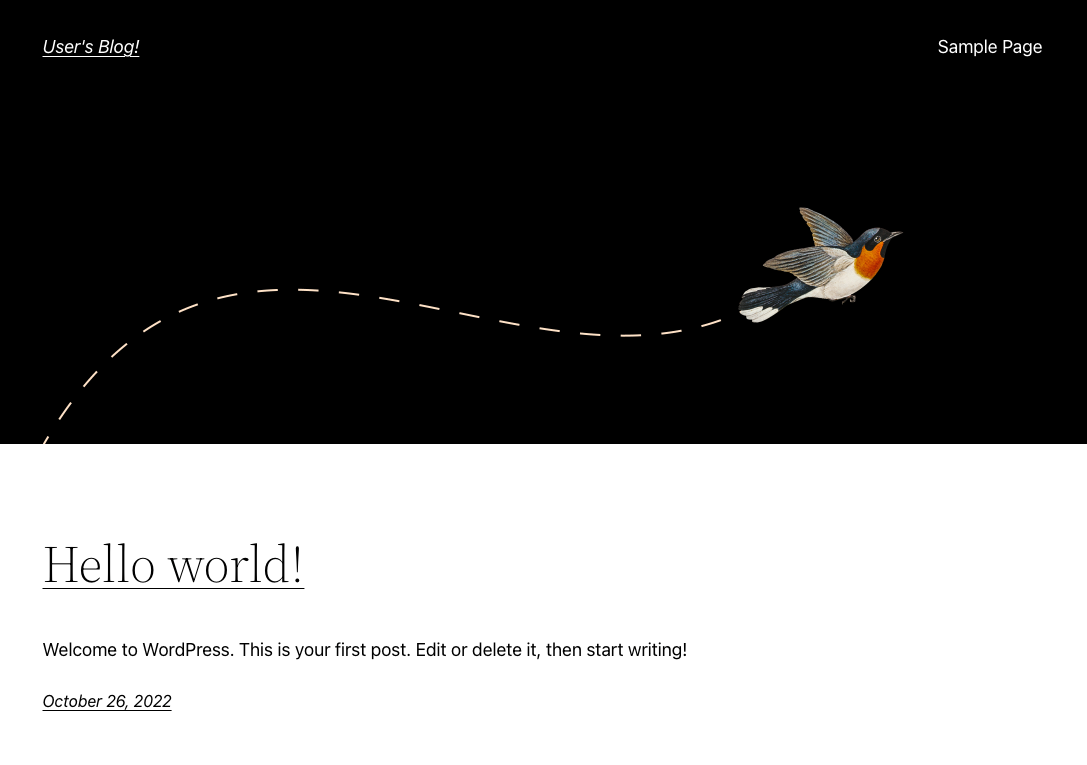 User's Blog!
Sample Page
Hello world!
Welcome to WordPress. This is your first post. Edit or delete it, then start writing!
October 26, 2022